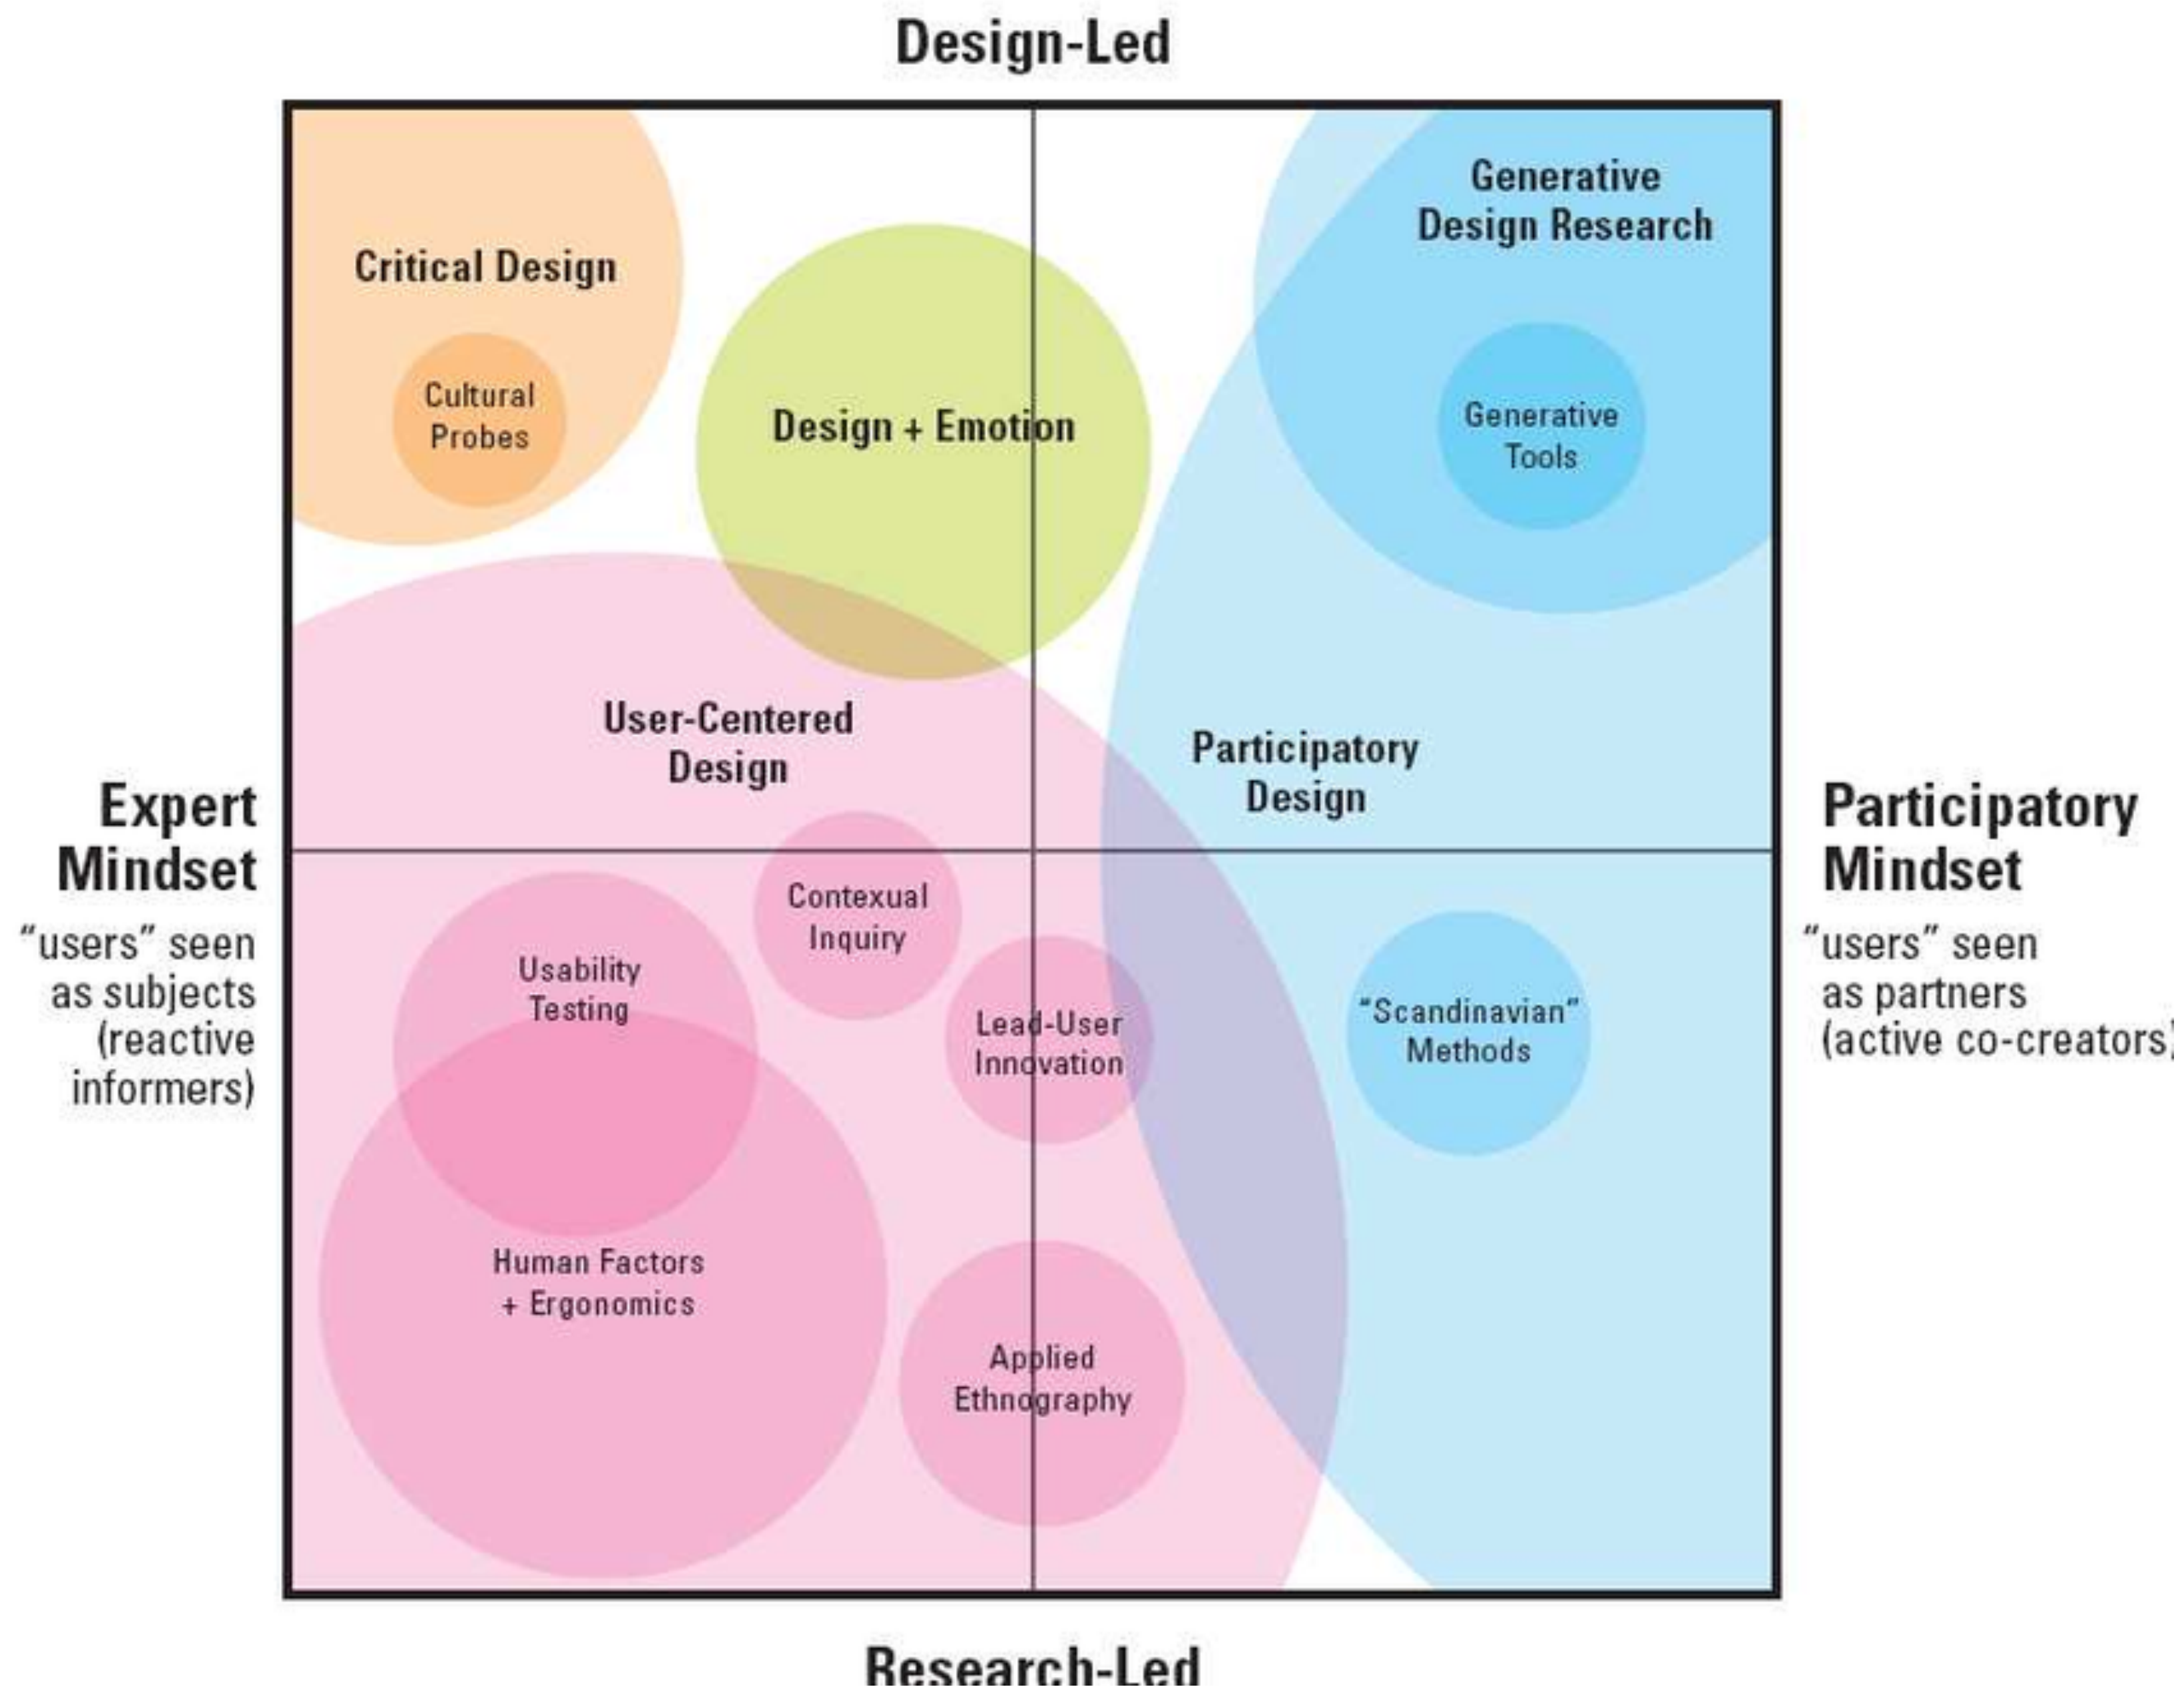 Design-Led
Generative
Design Research
Critical Design
Cultural
Probes
Design + Emotion
Generative
Tools
User-Centered
Design
Participatory
Design
Expert
Mindset
“users” seen
as subjects
(reactive
informers)
Participatory
Mindset
“users” seen
as partners
(active co-creators)
Contexual
Inquiry
Usability
Testing
Lead-User
Innovation
“Scandinavian”
Methods
Human Factors
+ Ergonomics
Applied
Ethnography
Research-Led